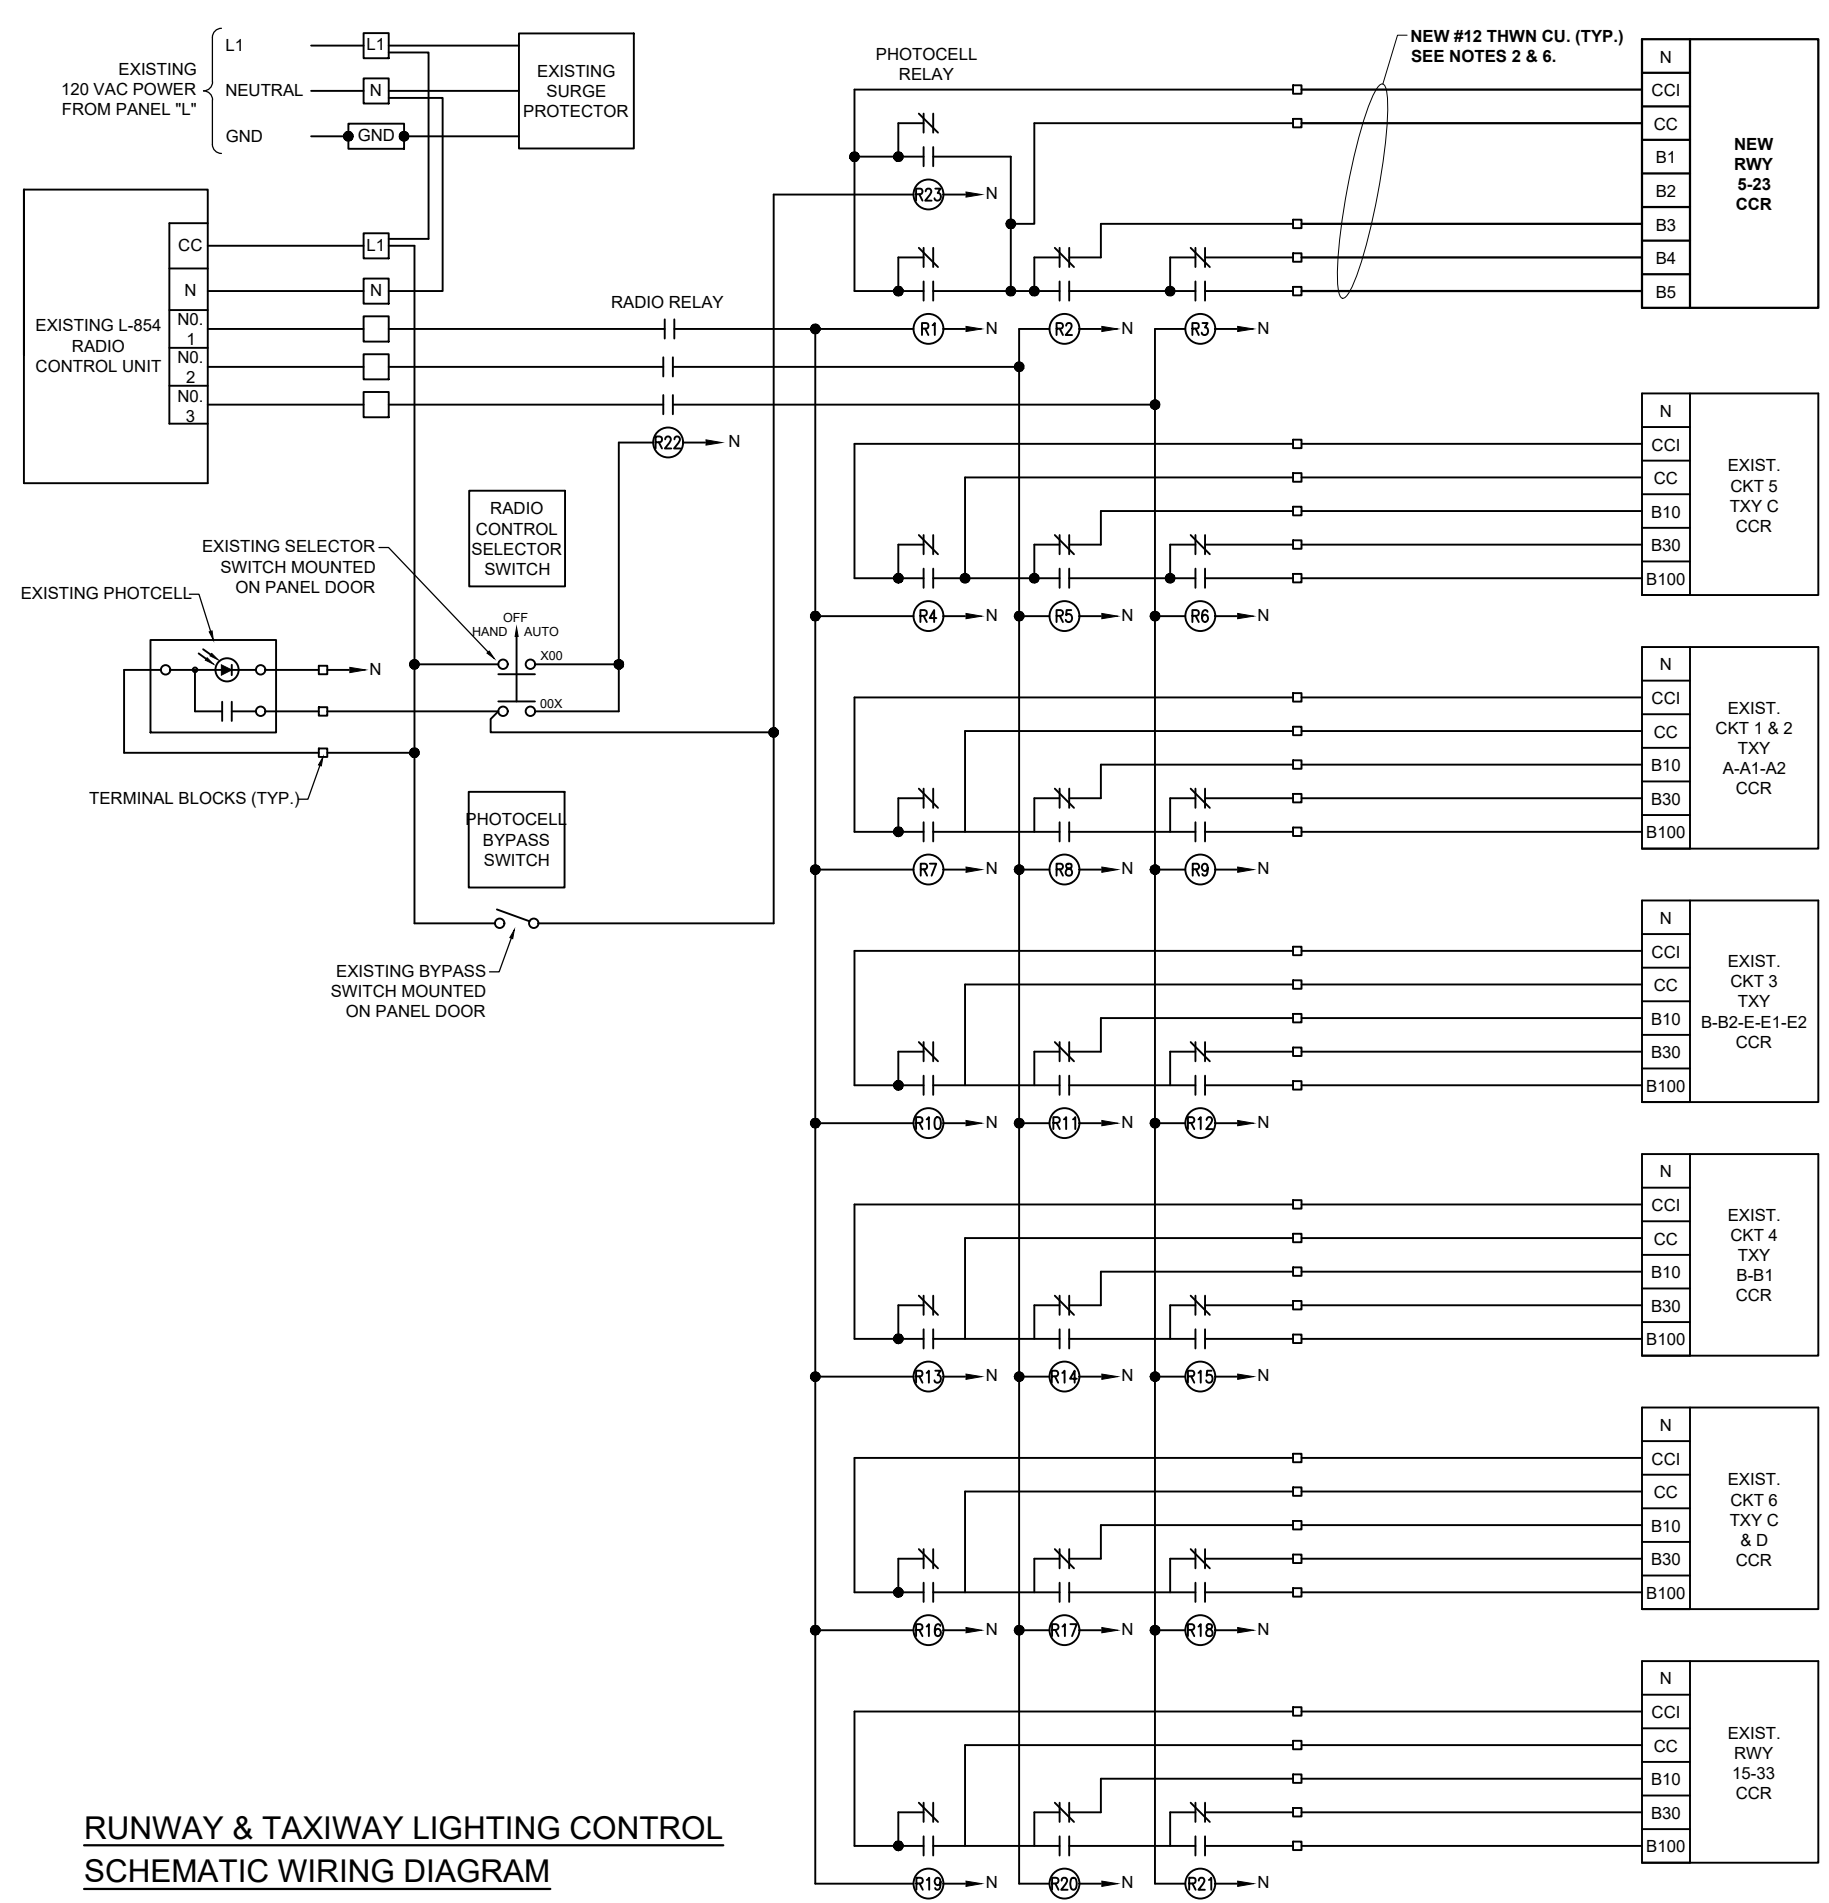 L1
NEUTRAL
GND
EXISTING
120 VAC POWER
FROM PANEL "L"
L1
N
GND
EXISTING
SURGE
PROTECTOR
EXISTING L-854
RADIO
CONTROL UNIT
CC
N
N0.
1
N0.
2
N0.
3
L1
N
RADIO RELAY
R22
N
RADIO
CONTROL
SELECTOR
SWITCH
EXISTING SELECTOR
SWITCH MOUNTED
ON PANEL DOOR
EXISTING PHOTCELL
OFF
HAND
AUTO
X00
00X
N
TERMINAL BLOCKS (TYP.)
PHOTOCELL
BYPASS
SWITCH
EXISTING BYPASS
SWITCH MOUNTED
ON PANEL DOOR
PHOTOCELL
RELAY
NEW #12 THWN CU. (TYP.)
SEE NOTES 2 & 6.
R23
N
R1
N
R2
N
R3
N
N
CCI
CC
B1
B2
B3
B4
B5
NEW
RWY
5-23
CCR
R4
N
R5
N
R6
N
N
CCI
CC
B10
B30
B100
EXIST.
CKT 5
TXY C
CCR
R7
N
R8
N
R9
N
N
CCI
CC
B10
B30
B100
EXIST.
CKT 1 & 2
TXY
A-A1-A2
CCR
R10
N
R11
N
R12
N
N
CCI
CC
B10
B30
B100
EXIST.
CKT 3
TXY
B-B2-E-E1-E2
CCR
R13
N
R14
N
R15
N
N
CCI
CC
B10
B30
B100
EXIST.
CKT 4
TXY
B-B1
CCR
R16
N
R17
N
R18
N
N
CCI
CC
B10
B30
B100
EXIST.
CKT 6
TXY C
& D
CCR
R19
N
R20
N
R21
N
N
CCI
CC
B10
B30
B100
EXIST.
RWY
15-33
CCR
RUNWAY & TAXIWAY LIGHTING CONTROL
SCHEMATIC WIRING DIAGRAM